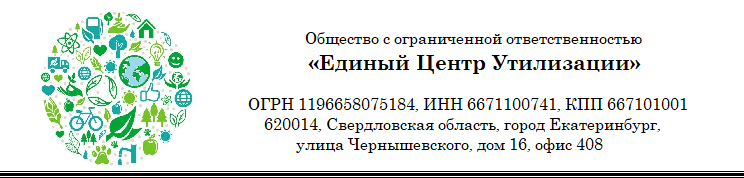 Общество с ограниченной ответственностью
«Единый Центр Утилизации»
ОГРН 1196658075184, ИНН 6671100741, КПП 667101001
620014, Свердловская область, город Екатеринбург,
улица Чернышевского, дом 16, офис 408